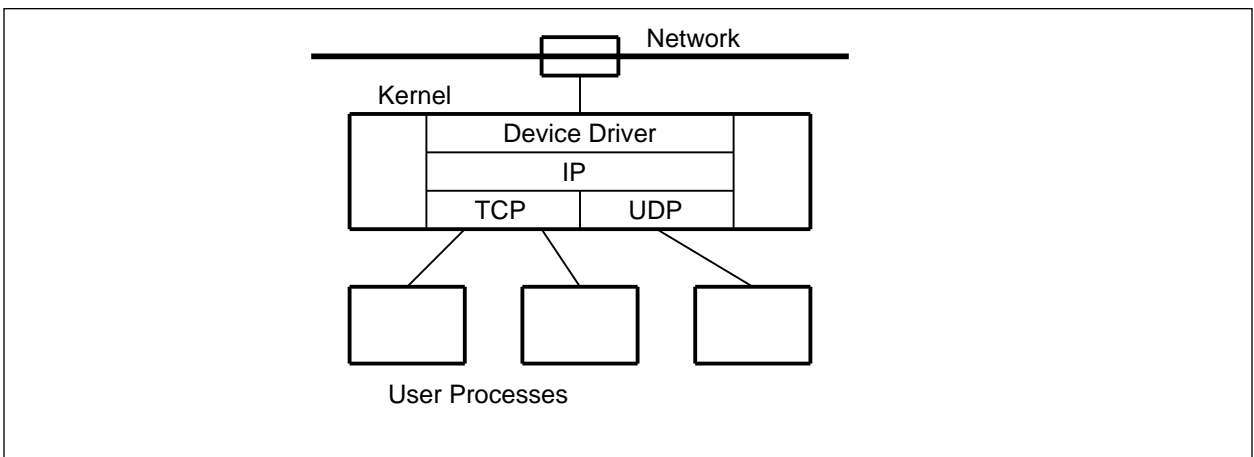 Network
Kernel
Device Driver
IP
TCP UDP
User Processes